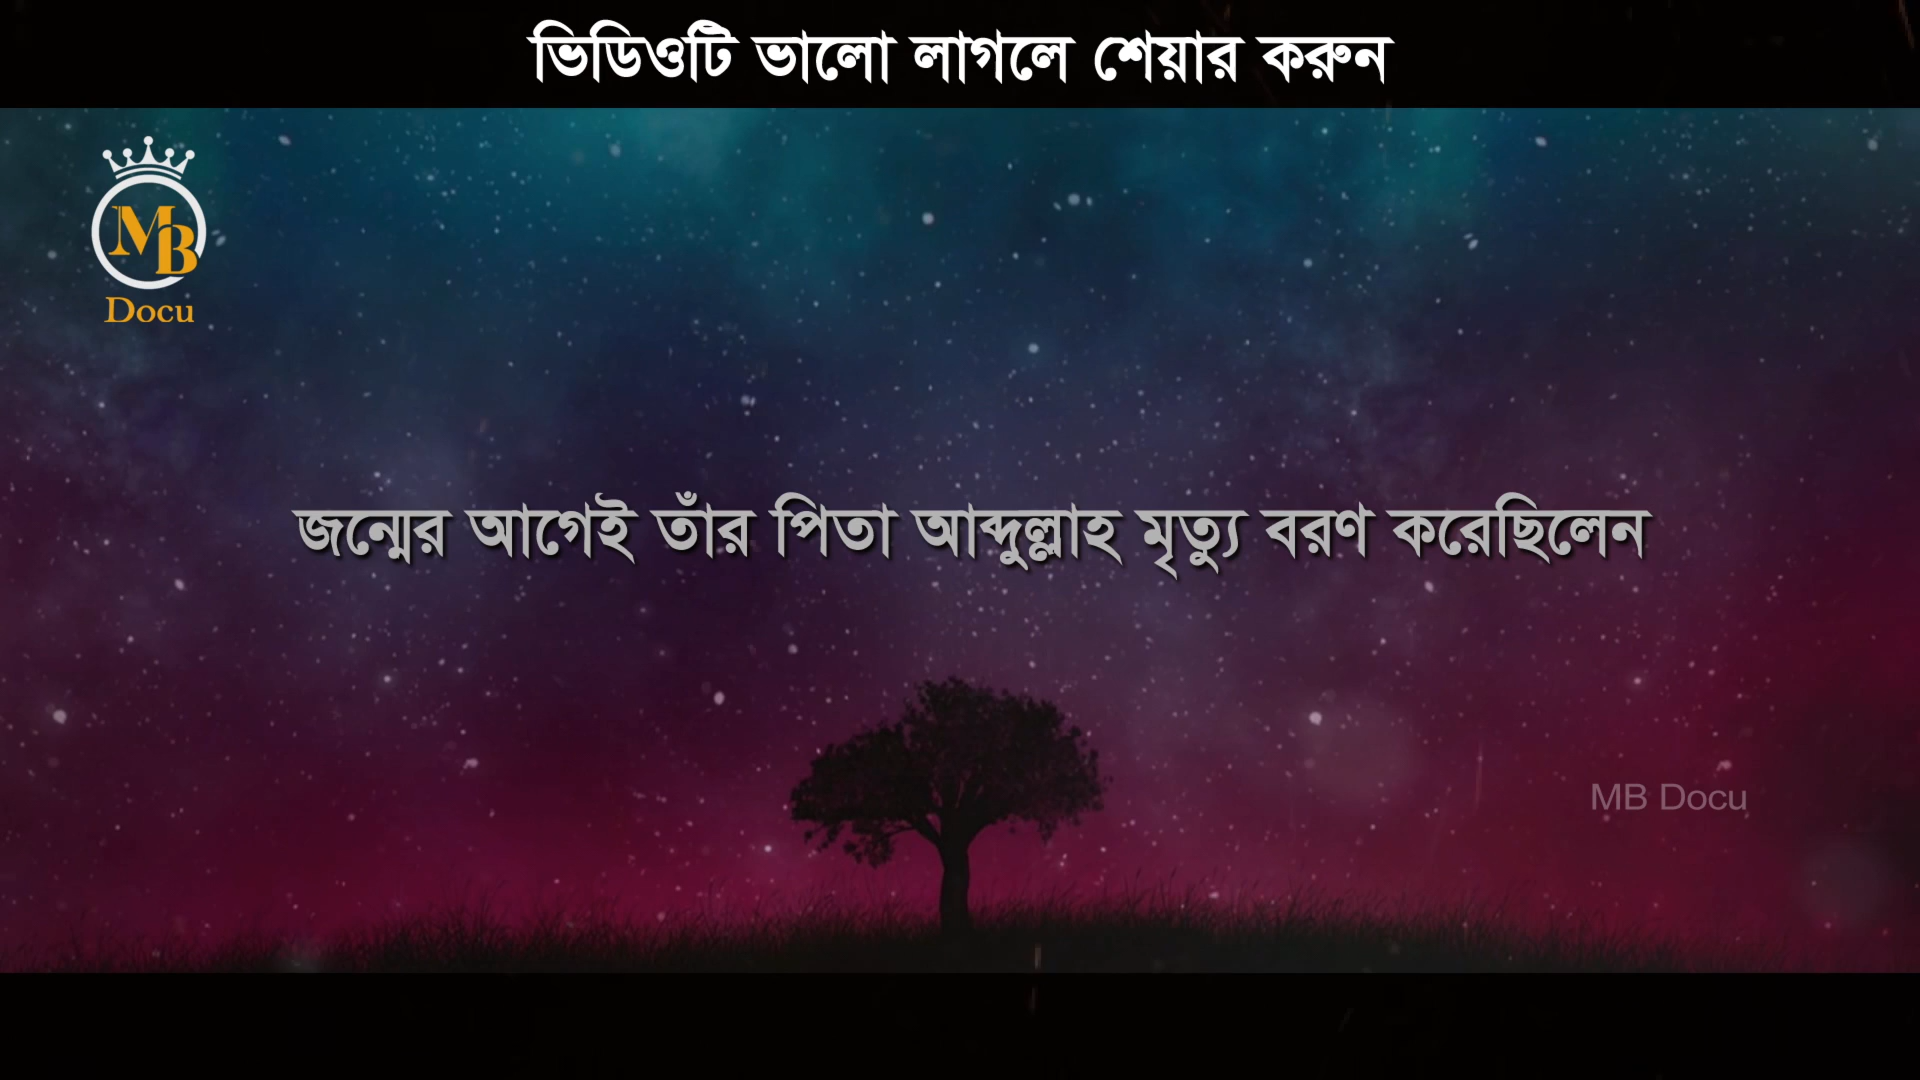 ভিডিওটি ভালো লাগলে শেয়ার করুন
MB
Docu
জন্মের আগেই তাঁর পিতা আব্দুল্লাহ মৃত্যু বরণ করেছিলেন
MB Docu